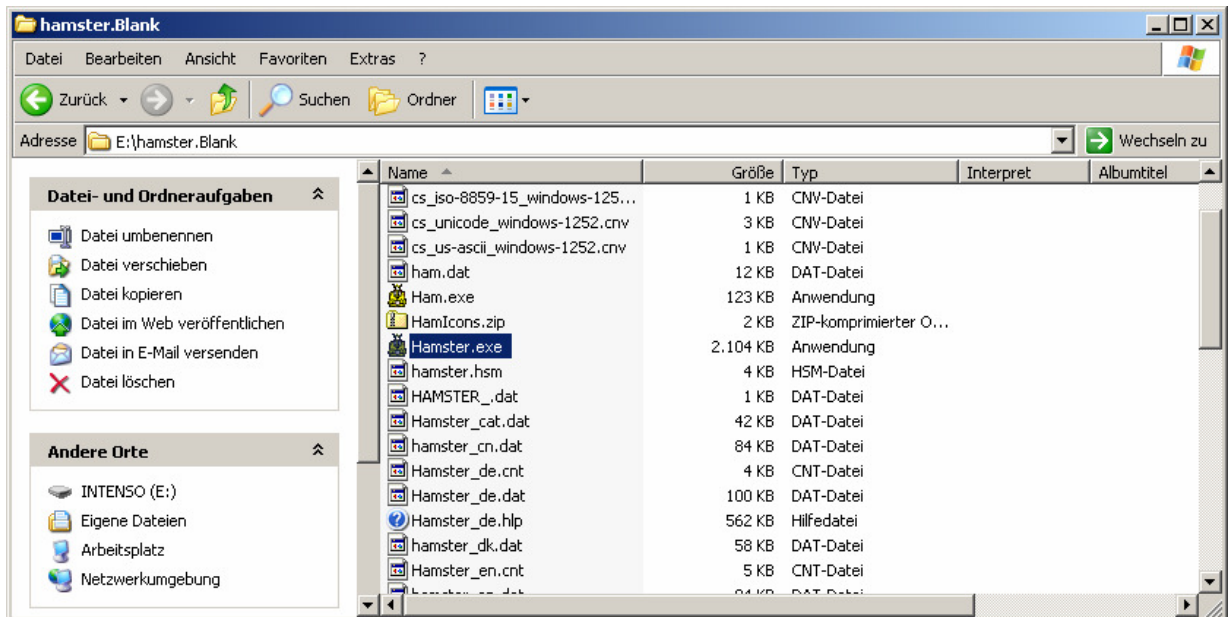 hamster.Blank
Datei Bearbeiten Ansicht Favoriten Extras ?
Zurück Suchen Ordner
Adresse E:\hamster.Blank Wechseln zu
Datei- und Ordneraufgaben
Datei umbenennen
Datei verschieben
Datei kopieren
Datei im Web veröffentlichen
Datei in E-Mail versenden
Datei löschen
Andere Orte
INTENSO (E:)
Eigene Dateien
Arbeitsplatz
Netzwerkumgebung
Name Größe Typ Interpret Albumtitel
cs_iso-8859-15_windows-125... 1 KB CNV-Datei
cs_unicode_windows-1252.cnv 3 KB CNV-Datei
cs_us-ascii_windows-1252.cnv 1 KB CNV-Datei
ham.dat 12 KB DAT-Datei
Ham.exe 123 KB Anwendung
HamIcons.zip 2 KB ZIP-komprimierter O...
Hamster.exe 2.104 KB Anwendung
hamster.hsm 4 KB HSM-Datei
HAMSTER_.dat 1 KB DAT-Datei
Hamster_cat.dat 42 KB DAT-Datei
hamster_cn.dat 84 KB DAT-Datei
Hamster_de.cnt 4 KB CNT-Datei
Hamster_de.dat 100 KB DAT-Datei
Hamster_de.hlp 562 KB Hilfedatei
hamster_dk.dat 58 KB DAT-Datei
Hamster_en.cnt 5 KB CNT-Datei